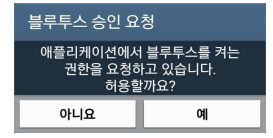 블루투스 승인 요청
애플리케이션에서 블루투스를 켜는
권한을 요청하고 있습니다.
허용할까요?
아니요
예